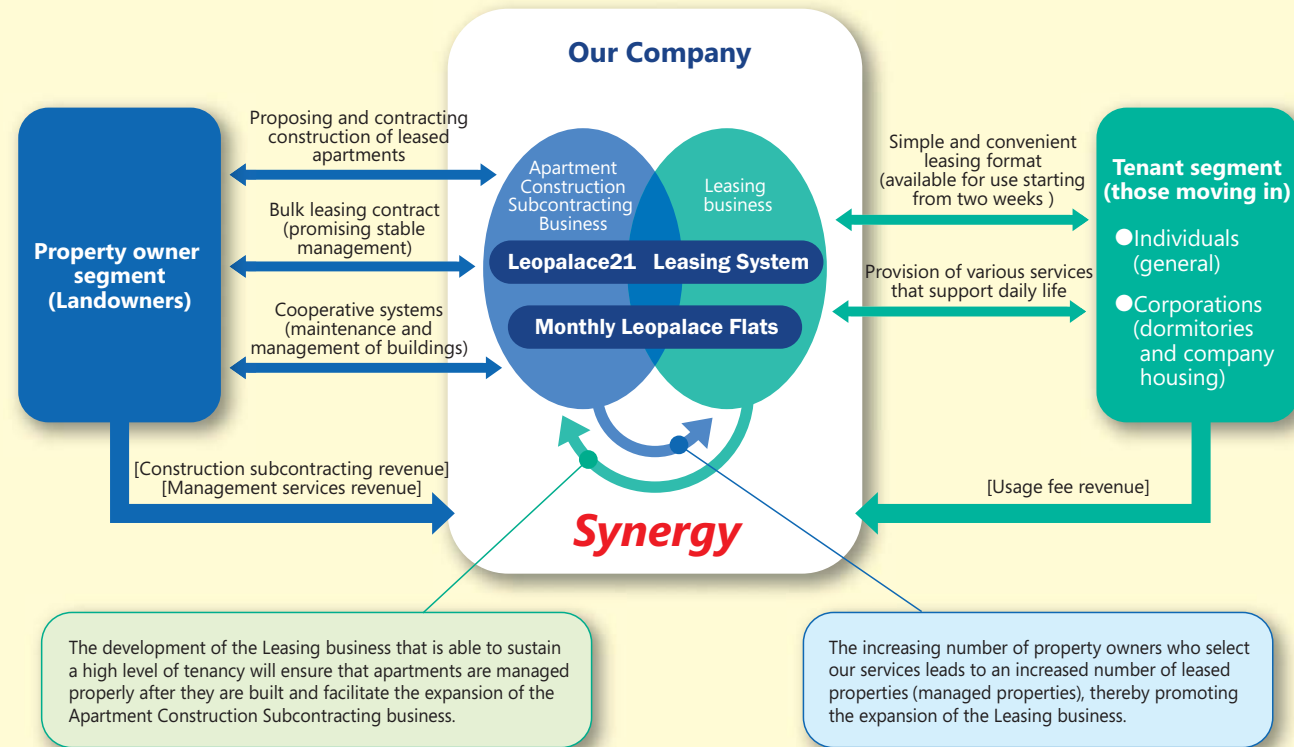 Our Company
Proposing and contracting
construction of leased
apartments
Bulk leasing contract
(promising stable
management)
Cooperative systems
(maintenance and
management of buildings)
Property owner
segment
(Landowners)
[Construction subcontracting revenue]
[Management services revenue]
Apartment
Construction
Subcontracting
Business
Leasing
business
Leopalace21 Leasing System
Monthly Leopalace Flats
Synergy
Simple and convenient
leasing format
(available for use starting
from two weeks )
Provision of various services
that support daily life
Tenant segment
(those moving in)
●Individuals
(general)
●Corporations
(dormitories
and company
housing)
[Usage fee revenue]
The development of the Leasing business that is able to sustain
a high level of tenancy will ensure that apartments are managed
properly after they are built and facilitate the expansion of the
Apartment Construction Subcontracting business.
The increasing number of property owners who select
our services leads to an increased number of leased
properties (managed properties), thereby promoting
the expansion of the Leasing business.